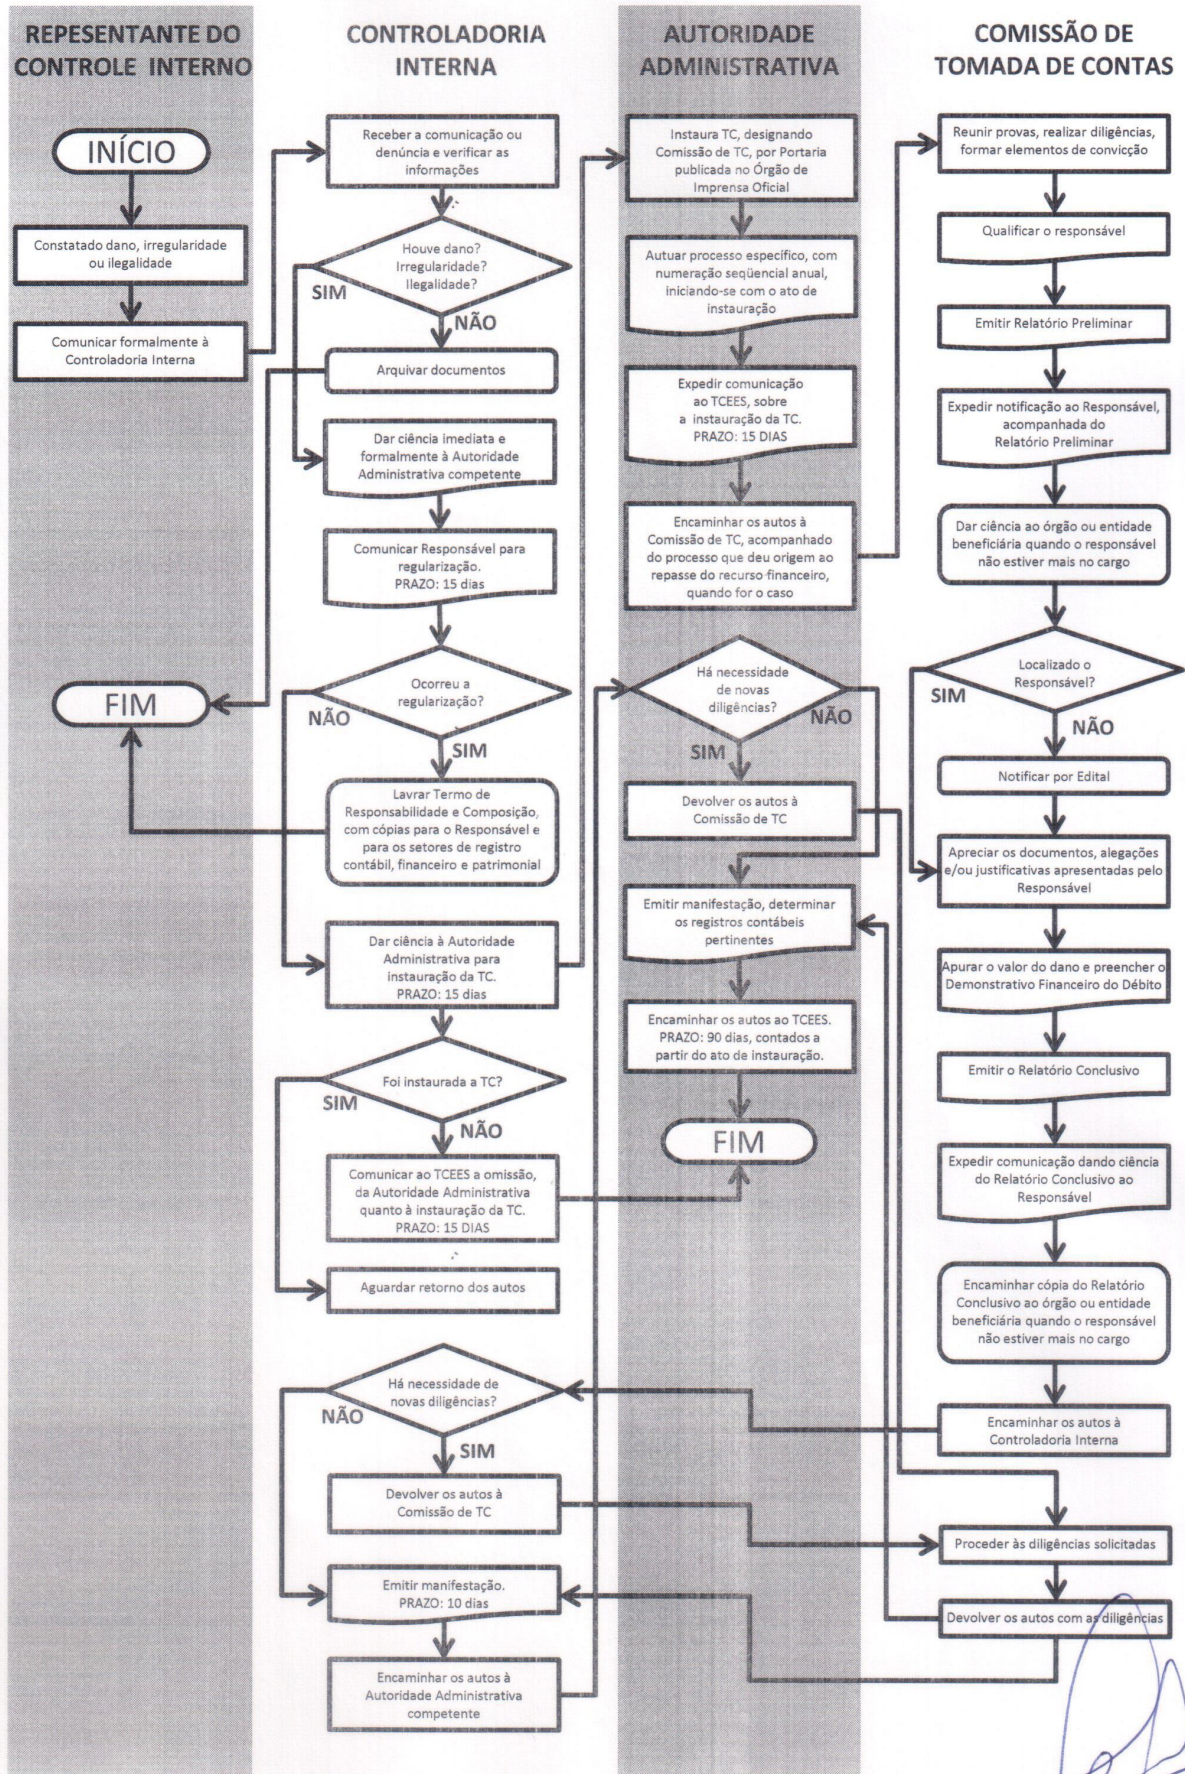 REPESENTANTE DO
CONTROLE INTERNO
INÍCIO
Constatado dano, irregularidade
ou ilegalidade
Comunicar formalmente à
Controladoria Interna
FIM
CONTROLADORIA
INTERNA
Receber a comunicação ou
denúncia e verificar as
informações
Houve dano?
Irregularidade?
Ilegalidade?
SIM
NÃO
Arquivar documentos
Dar ciência imediata e
formalmente à Autoridade
Administrativa competente
Comunicar Responsável para
regularização.
PRAZO: 15 dias
Ocorreu a
regularização?
NÃO
SIM
Lavrar Termo de
Responsabilidade e Composição,
com cópias para o Responsável e
para os setores de registro
contábil, financeiro e patrimonial
Dar ciência à Autoridade
Administrativa para
instauração da TC.
PRAZO: 15 dias
Foi instaurada a TC?
SIM
NÃO
Comunicar ao TCEES a omissão,
da Autoridade Administrativa
quanto à instauração da TC.
PRAZO: 15 DIAS
Aguardar retorno dos autos
Há necessidade de
novas diligências?
NÃO
SIM
Devolver os autos à
Comissão de TC
Emitir manifestação.
PRAZO: 10 dias
Encaminhar os autos à
Autoridade Administrativa
competente
AUTORIDADE
ADMINISTRATIVA
Instaura TC, designando
Comissão de TC, por Portaria
publicada no Órgão de
Imprensa Oficial
Autuar processo específico, com
numeração seqüencial anual,
iniciando-se com o ato de
instauração
Expedir comunicação
ao TCEES, sobre
a instauração da TC.
PRAZO: 15 DIAS
Encaminhar os autos à
Comissão de TC, acompanhado
do processo que deu origem ao
repasse do recurso financeiro,
quando for o caso
Há necessidade
de novas
diligências?
NÃO
SIM
Devolver os autos à
Comissão de TC
Emitir manifestação, determinar
os registros contábeis
pertinentes
Encaminhar os autos ao TCEES.
PRAZO: 90 dias, contados a
partir do ato de instauração.
FIM
COMISSÃO DE
TOMADA DE CONTAS
Reunir provas, realizar diligências,
formar elementos de convicção
Qualificar o responsável
Emitir Relatório Preliminar
Expedir notificação ao Responsável,
acompanhada do
Relatório Preliminar
Dar ciência ao órgão ou entidade
beneficiária quando o responsável
não estiver mais no cargo
Localizado o
Responsável?
SIM
NÃO
Notificar por Edital
Apreciar os documentos, alegações
e/ou justificativas apresentadas pelo
Responsável
Apurar o valor do dano e preencher o
Demonstrativo Financeiro do Débito
Emitir o Relatório Conclusivo
Expedir comunicação dando ciência
do Relatório Conclusivo ao
Responsável
Encaminhar cópia do Relatório
Conclusivo ao órgão ou entidade
beneficiária quando o responsável
não estiver mais no cargo
Encaminhar os autos à
Controladoria Interna
Proceder às diligências solicitadas
Devolver os autos com as diligências